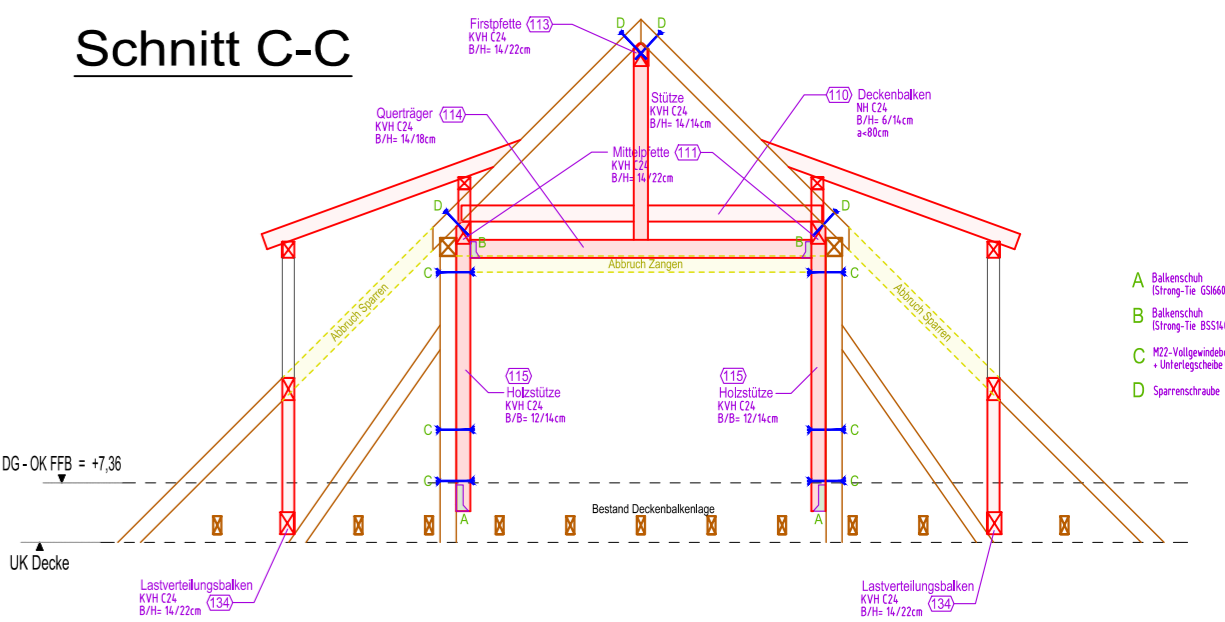 Schnitt C-C
Firstpfette 113
KVH C24
B/H= 14/22cm
D D
Stütze
KVH C24
B/H= 14/14cm
110 Deckenbalken
NH C24
B/H= 6/14cm
a<80cm
Querträger 114
KVH C24
B/H= 14/18cm
Mittelpfette 111
KVH C24
B/H= 14/22cm
D D
B B
Abbruch Zangen
C C
Abbruch Sparren
Abbruch Sparren
A Balkenschuh
(Strong-Tie GSI660
B Balkenschuh
(Strong-Tie BSS14
C M22-Vollgewindeb
+ Unterlegscheibe
D Sparrenschraube
115
Holzstütze
KVH C24
B/B= 12/14cm
115
Holzstütze
KVH C24
B/B= 12/14cm
C C
DG - OK FFB = +7,36
C C
A A
Bestand Deckenbalkenlage
UK Decke
Lastverteilungsbalken
KVH C24
B/H= 14/22cm 134
Lastverteilungsbalken
KVH C24
B/H= 14/22cm 134